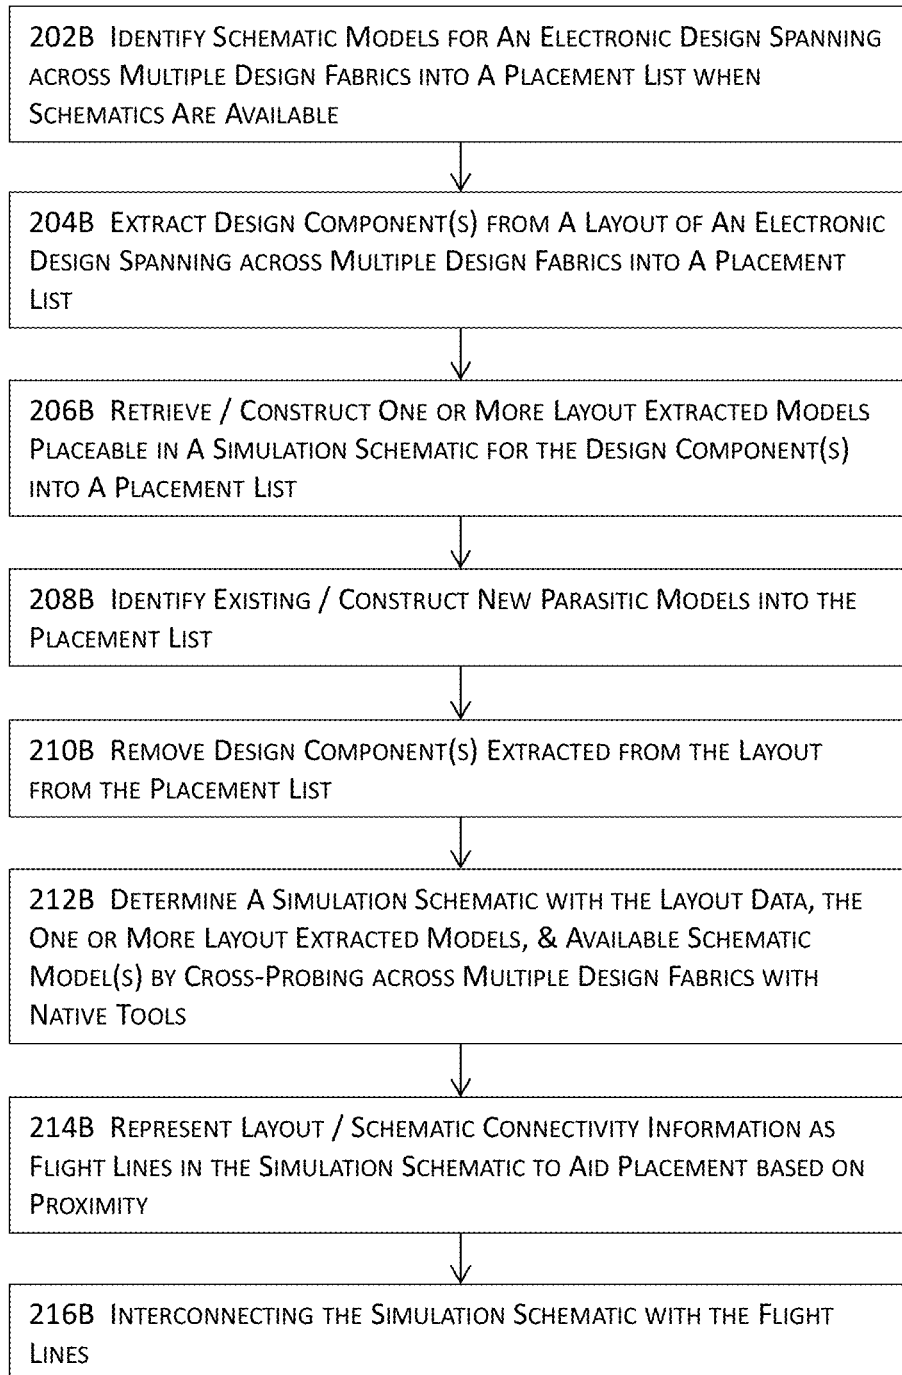 202B IDENTIFY SCHEMATIC MODELS FOR AN ELECTRONIC DESIGN SPANNING
ACROSS MULTIPLE DESIGN FABRICS INTO A PLACEMENT LIST WHEN
SCHEMATICS ARE AVAILABLE
204B EXTRACT DESIGN COMPONENT(S) FROM A LAYOUT OF AN ELECTRONIC
DESIGN SPANNING ACROSS MULTIPLE DESIGN FABRICS INTO A PLACEMENT
LIST
206B RETRIEVE / CONSTRUCT ONE OR MORE LAYOUT EXTRACTED MODELS
PLACEABLE IN A SIMULATION SCHEMATIC FOR THE DESIGN COMPONENT(S)
INTO A PLACEMENT LIST
208B IDENTIFY EXISTING / CONSTRUCT NEW PARASITIC MODELS INTO THE
PLACEMENT LIST
210B REMOVE DESIGN COMPONENT(S) EXTRACTED FROM THE LAYOUT
FROM THE PLACEMENT LIST
212B DETERMINE A SIMULATION SCHEMATIC WITH THE LAYOUT DATA, THE
ONE OR MORE LAYOUT EXTRACTED MODELS, & AVAILABLE SCHEMATIC
MODEL(S) BY CROSS-PROBING ACROSS MULTIPLE DESIGN FABRICS WITH
NATIVE TOOLS
214B REPRESENT LAYOUT / SCHEMATIC CONNECTIVITY INFORMATION AS
FLIGHT LINES IN THE SIMULATION SCHEMATIC TO AID PLACEMENT BASED ON
PROXIMITY
216B INTERCONNECTING THE SIMULATION SCHEMATIC WITH THE FLIGHT
LINES